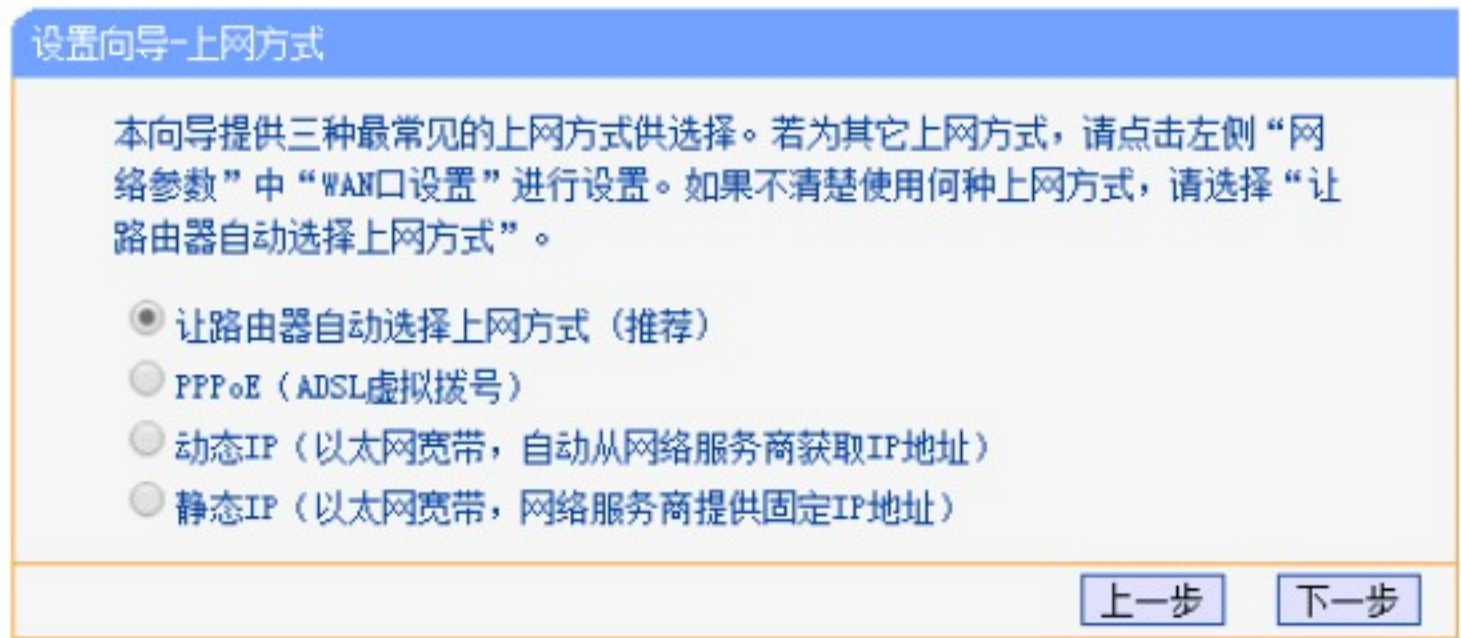 设置向导-上网方式
本向导提供三种最常见的上网方式供选择。若为其它上网方式，请点击左侧“网
络参数”中“WAN口设置”进行设置。如果不清楚使用何种上网方式，请选择“让
路由器自动选择上网方式”。
让路由器自动选择上网方式（推荐）
PPPoE（ADSL虚拟拨号）
动态IP（以太网宽带，自动从网络服务商获取IP地址）
静态IP（以太网宽带，网络服务商提供固定IP地址）
上一步 下一步